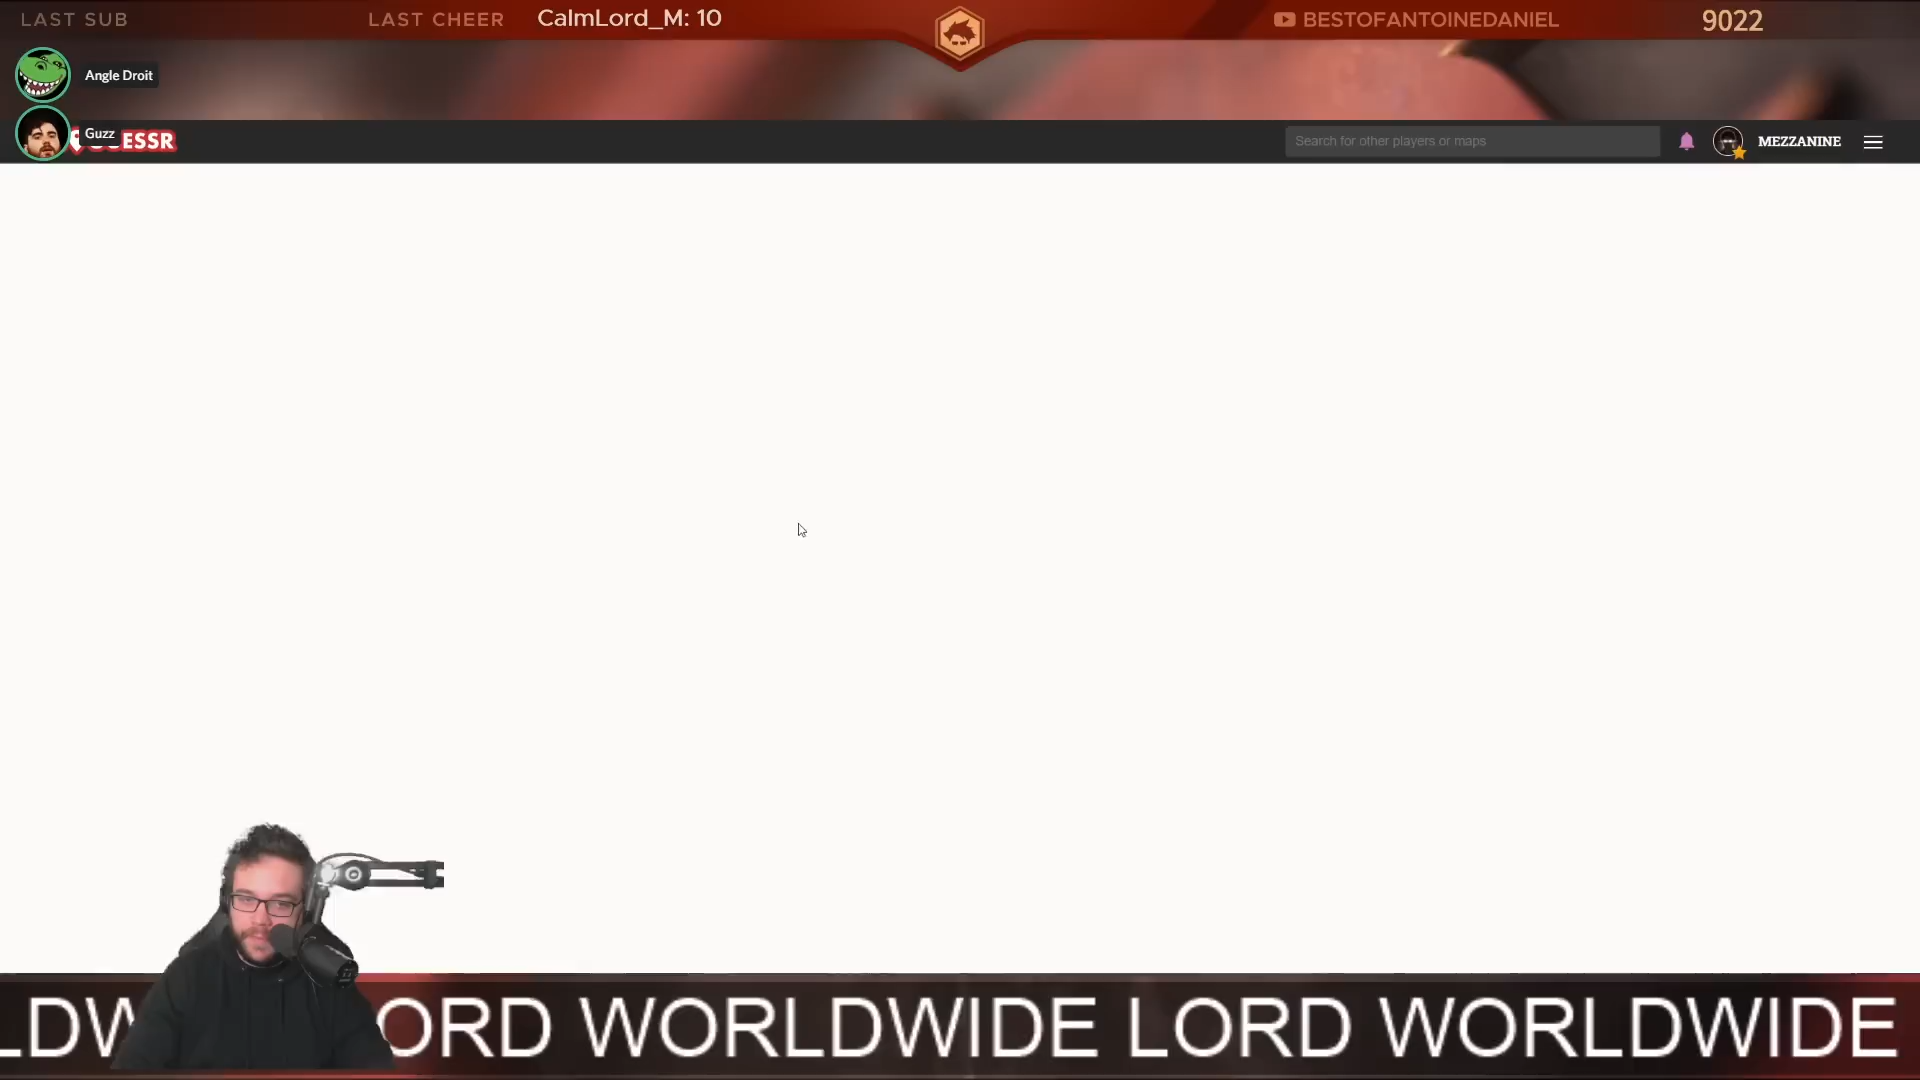 LAST SUB
LAST CHEER CalmLord_M: 10
BESTOFANTOINEDANIEL 9022
Angle Droit
Guzz
ESSR
Search for other players or maps
MEZZANINE
LORD WORLDWIDE LORD WORLDWIDE